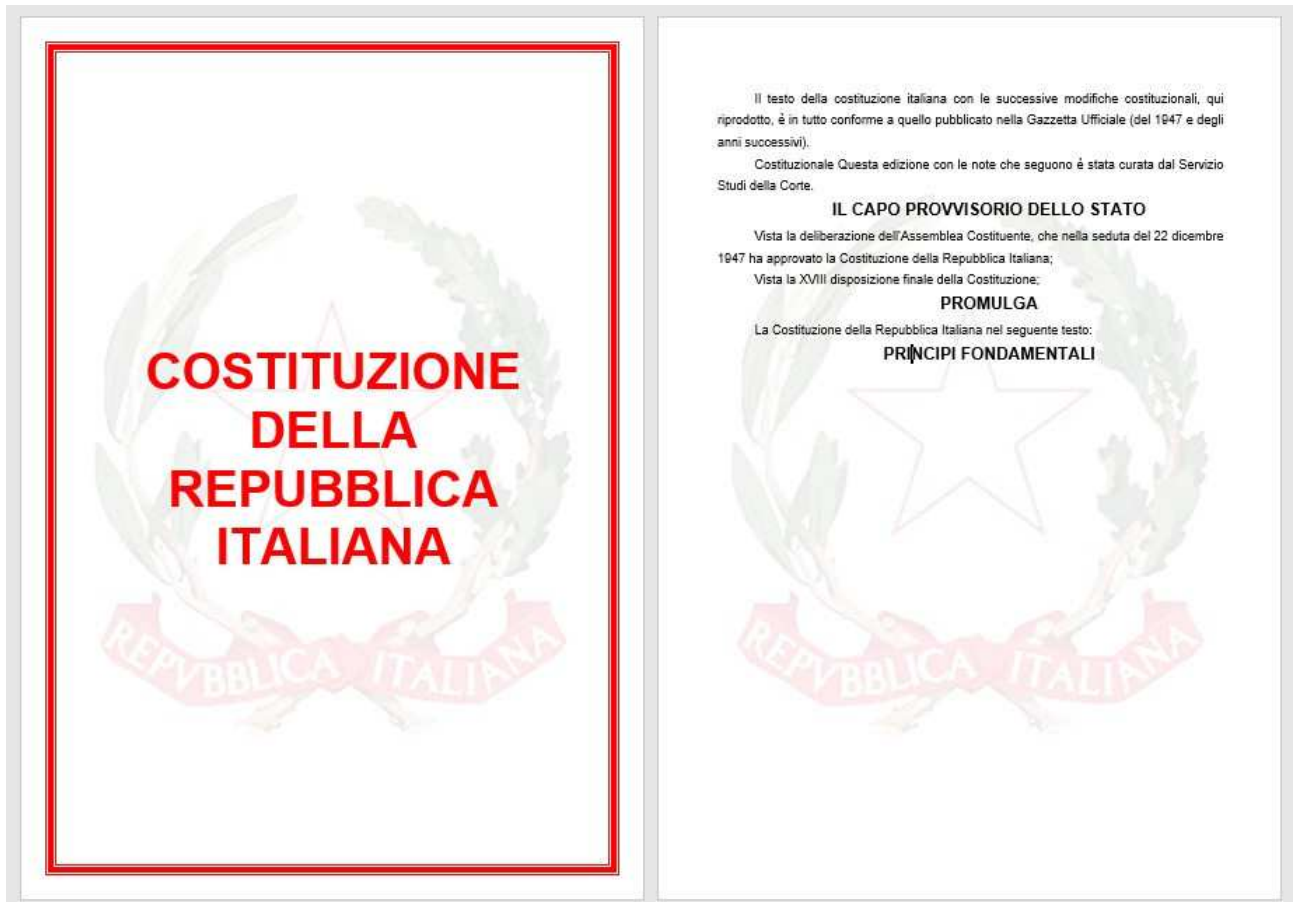 COSTITUZIONE
DELLA
REPUBBLICA
ITALIANA
REPVBBLICA ITALIANA
Il testo della costituzione italiana con le successive modifiche costituzionali, qui
riprodotto, è in tutto conforme a quello pubblicato nella Gazzetta Ufficiale (del 1947 e degli
anni successivi).
Costituzionale Questa edizione con le note che seguono è stata curata dal Servizio
Studi della Corte.
IL CAPO PROVVISORIO DELLO STATO
Vista la deliberazione dell'Assemblea Costituente, che nella seduta del 22 dicembre
1947 ha approvato la Costituzione della Repubblica Italiana;
Vista la XVIII disposizione finale della Costituzione;
PROMULGA
La Costituzione della Repubblica Italiana nel seguente testo:
PRINCIPI FONDAMENTALI
REPVBBLICA ITALIANA